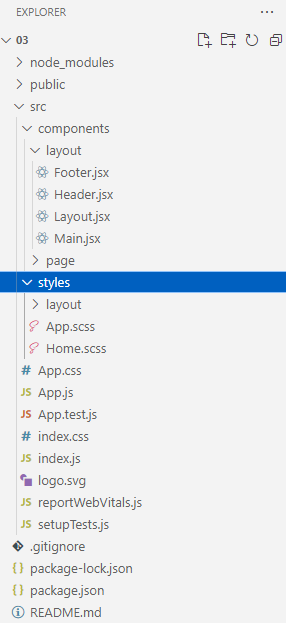 EXPLORER
03
node_modules
public
src
components
layout
Footer.jsx
Header.jsx
Layout.jsx
Main.jsx
page
styles
layout
App.scss
Home.scss
# App.css
JS App.js
JS App.test.js
# index.css
JS index.js
logo.svg
JS reportWebVitals.js
JS setupTests.js
.gitignore
{} package-lock.json
{} package.json
README.md